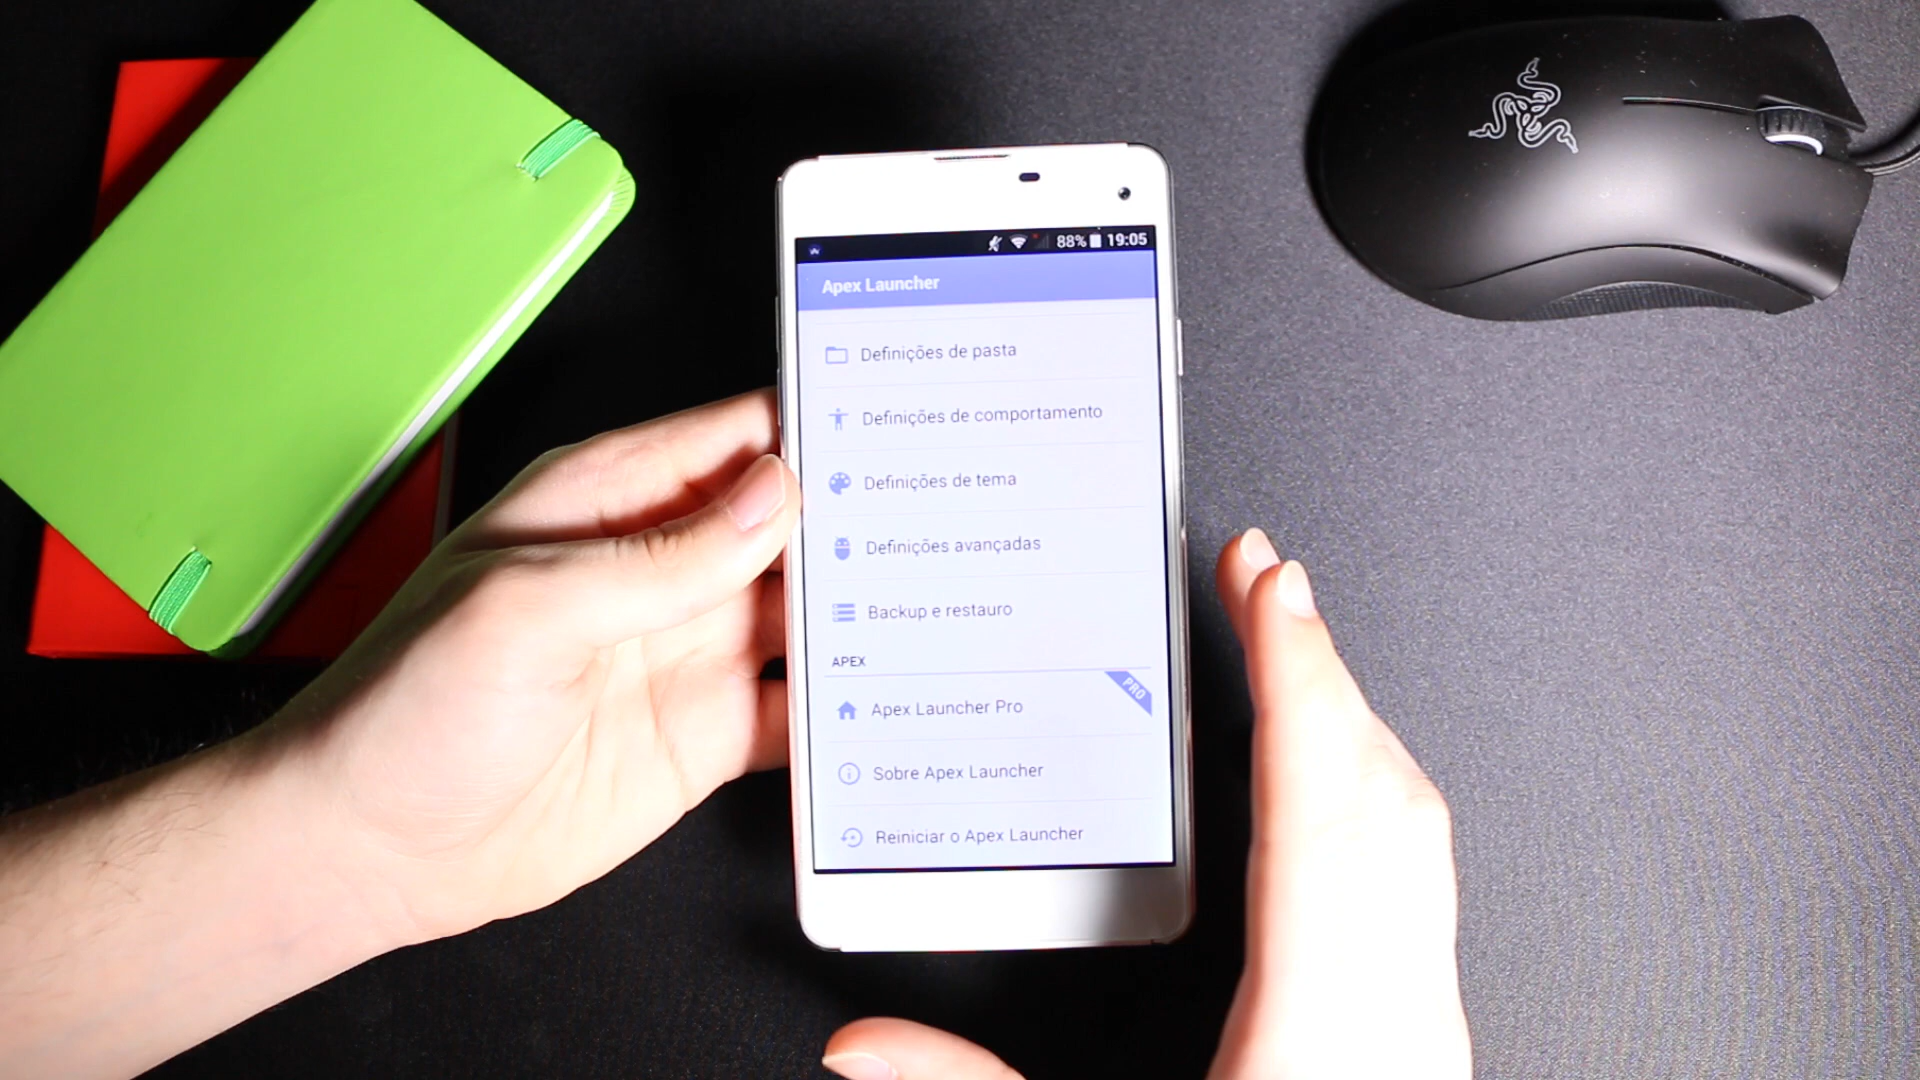 88% 19:05
Apex Launcher
Definições de pasta
Definições de comportamento
Definições de tema
Definições avançadas
Backup e restauro
APEX
Apex Launcher Pro
PRO
Sobre Apex Launcher
Reiniciar o Apex Launcher